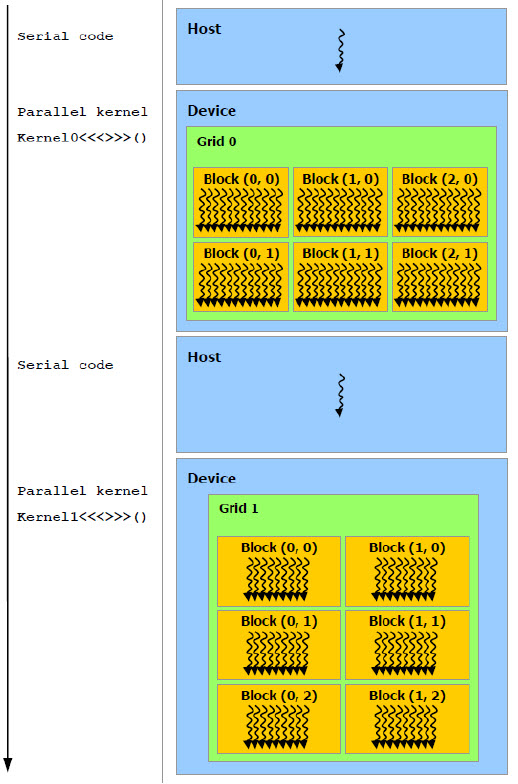 Serial code
Host
Parallel kernel
Kernel0<<<>>>()
Device
Grid 0
Block (0, 0) Block (1, 0) Block (2, 0)
Block (0, 1) Block (1, 1) Block (2, 1)
Serial code
Host
Parallel kernel
Kernel1<<<>>>()
Device
Grid 1
Block (0, 0) Block (1, 0)
Block (0, 1) Block (1, 1)
Block (0, 2) Block (1, 2)